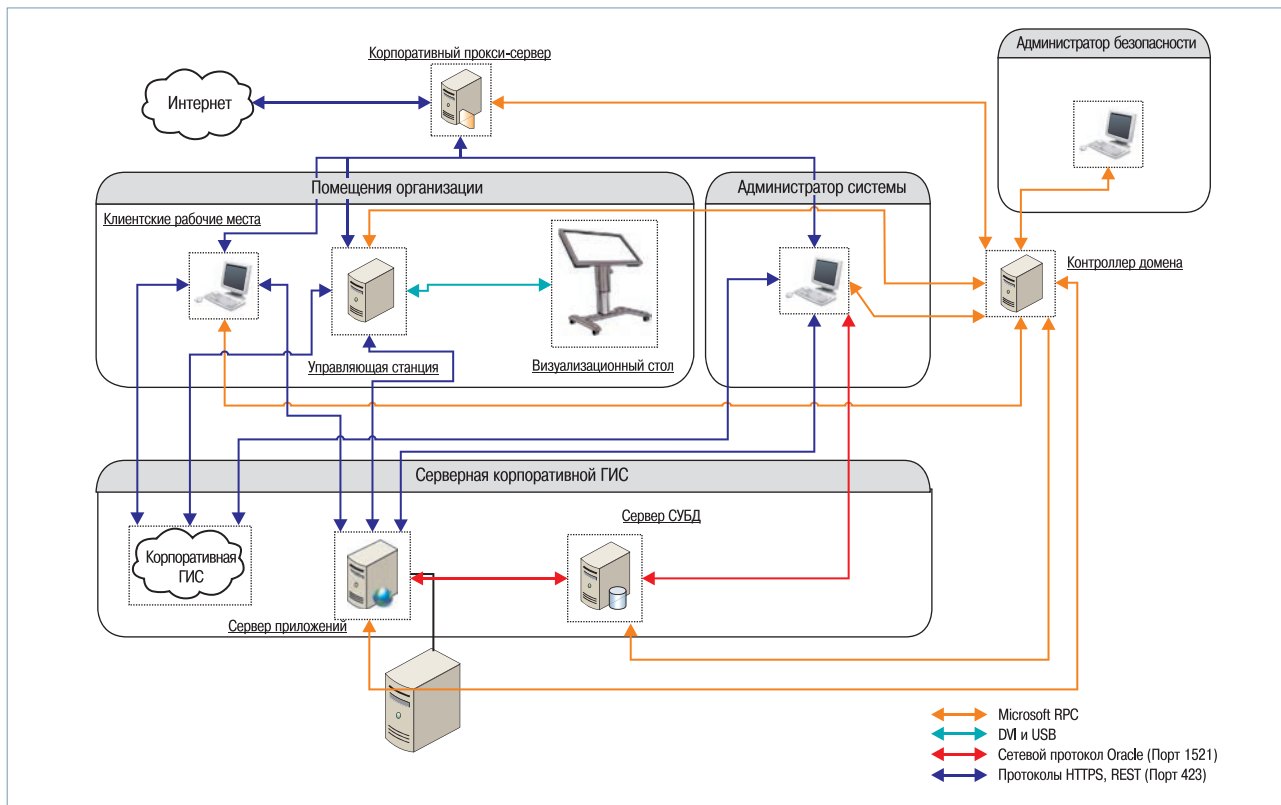 Корпоративный прокси-сервер
Администратор безопасности
Интернет
Помещения организации
Администратор системы
Клиентские рабочие места
Контроллер домена
Управляющая станция
Визуализационный стол
Серверная корпоративной ГИС
Сервер СУБД
Корпоративная
ГИС
Сервер приложений
Microsoft RPC
DVI и USB
Сетевой протокол Oracle (Порт 1521)
Протоколы HTTPS, REST (Порт 423)